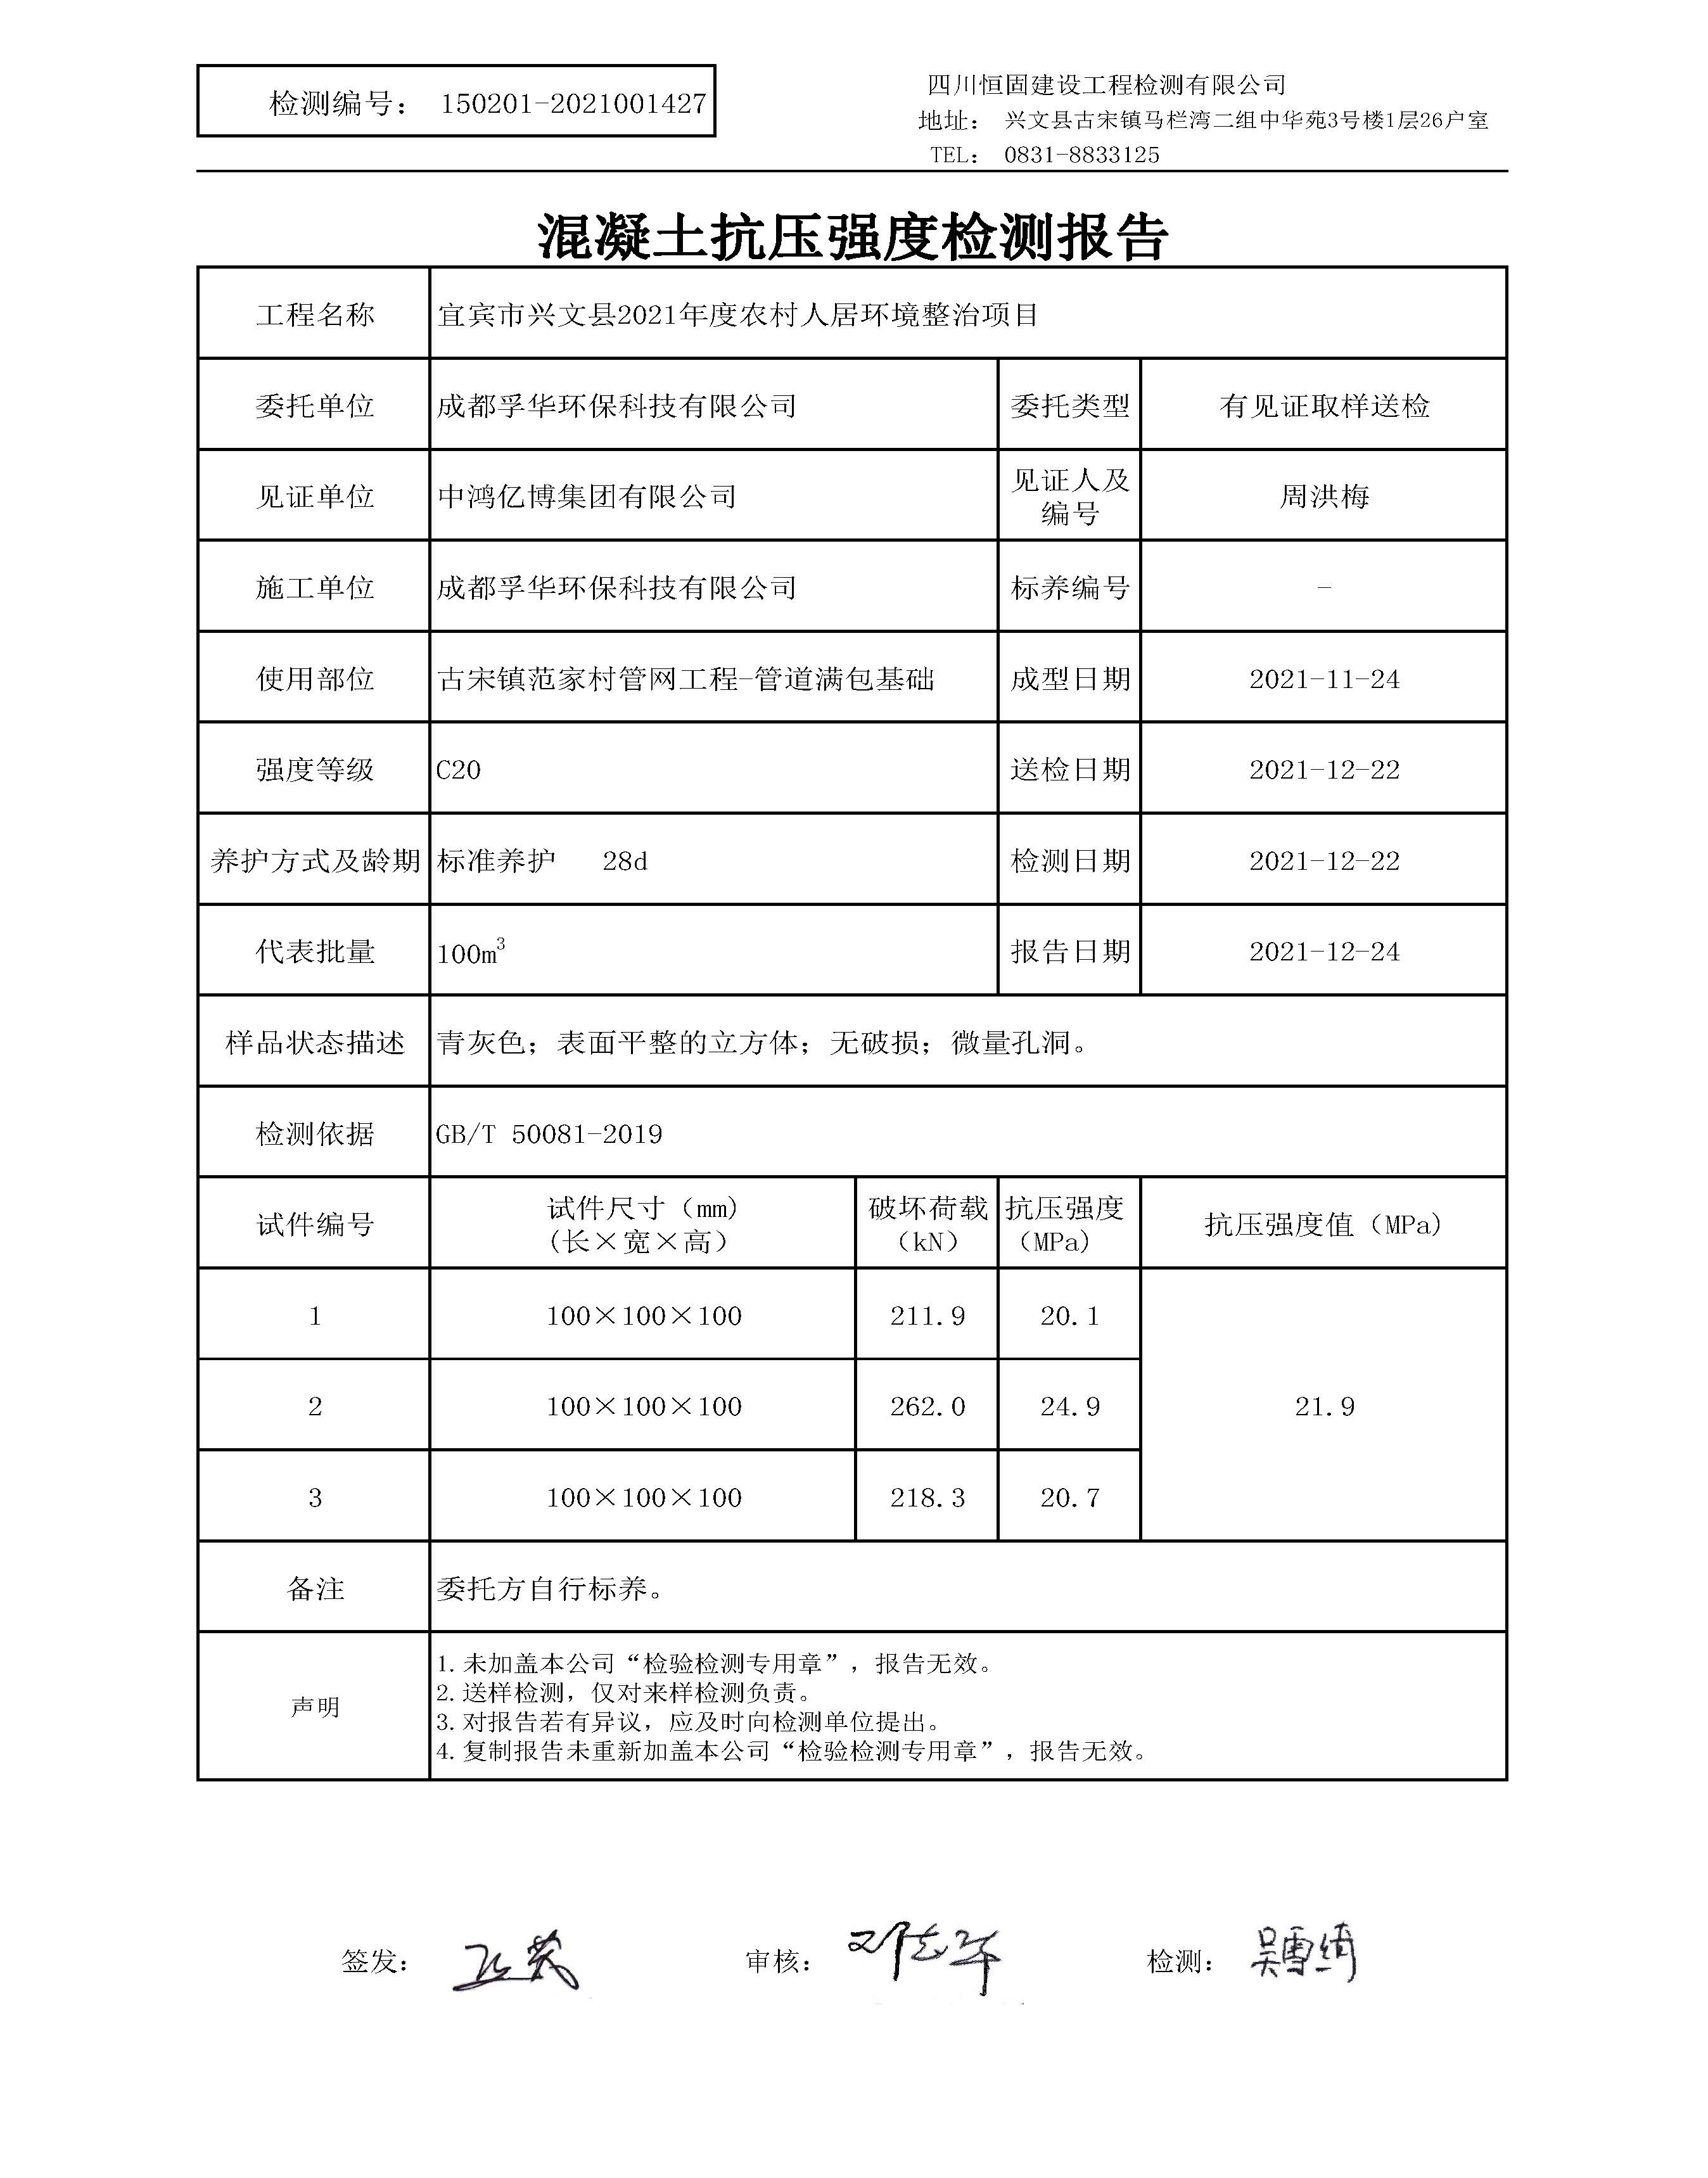 检测编号： 150201-2021001427
四川恒固建设工程检测有限公司
地址： 兴文县古宋镇马栏湾二组中华苑3号楼1层26户室
TEL： 0831-8833125
混凝土抗压强度检测报告
工程名称 宜宾市兴文县2021年度农村人居环境整治项目
委托单位 成都孚华环保科技有限公司 委托类型 有见证取样送检
见证单位 中鸿亿博集团有限公司 见证人及编号 周洪梅
施工单位 成都孚华环保科技有限公司 标养编号 -
使用部位 古宋镇范家村管网工程-管道满包基础 成型日期 2021-11-24
强度等级 C20 送检日期 2021-12-22
养护方式及龄期 标准养护 28d 检测日期 2021-12-22
代表批量 100m³ 报告日期 2021-12-24
样品状态描述 青灰色；表面平整的立方体；无破损；微量孔洞。
检测依据 GB/T 50081-2019
试件编号 试件尺寸（mm）（长×宽×高） 破坏荷载（kN） 抗压强度（MPa） 抗压强度值（MPa）
1 100×100×100 211.9 20.1
2 100×100×100 262.0 24.9 21.9
3 100×100×100 218.3 20.7
备注 委托方自行标养。
声明
1.未加盖本公司“检验检测专用章”，报告无效。
2.送样检测，仅对来样检测负责。
3.对报告若有异议，应及时向检测单位提出。
4.复制报告未重新加盖本公司“检验检测专用章”，报告无效。
签发： 审核： 检测： 吴雪绮